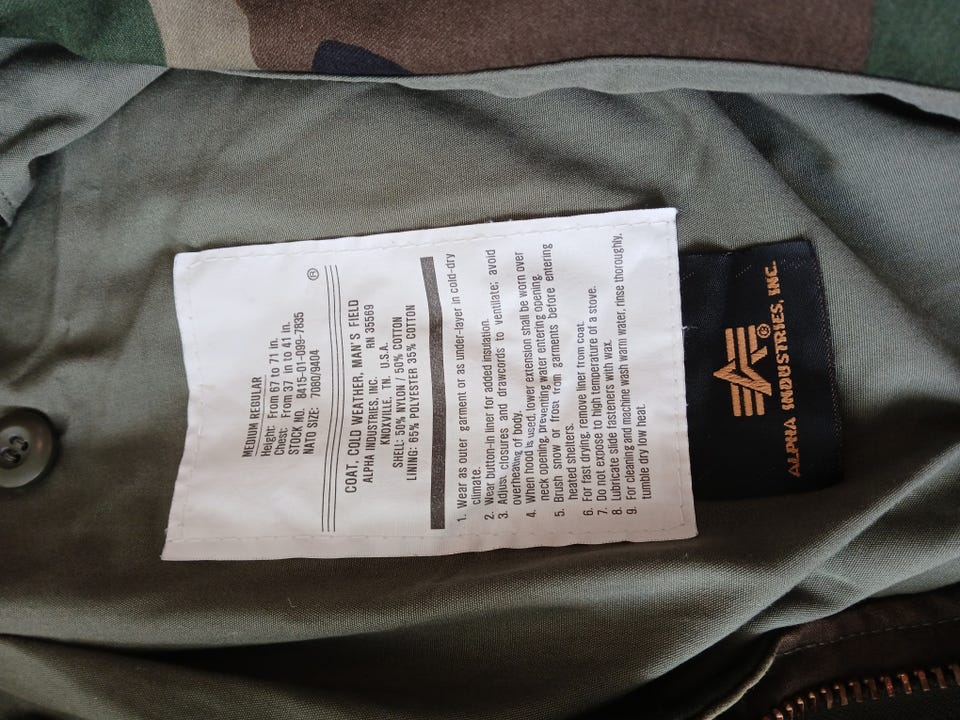 MEDIUM REGULAR
Height: From 67 to 71 in.
Chest: From 37 in to 41 in.
STOCK NO. 8415-01-099-7835
NATO SIZE: 7080/9404
®
COAT, COLD WEATHER, MAN'S FIELD
ALPHA INDUSTRIES, INC. RN 35569
KNOXVILLE, TN. U.S.A.
SHELL: 50% NYLON / 50% COTTON
LINING: 65% POLYESTER 35% COTTON
1. Wear as outer garment or as under-layer in cold-dry
climate.
2. Wear button-in liner for added insulation.
3. Adjust closures and drawcords to ventilate; avoid
overheating of body.
4. When hood is used, lower extension shall be worn over
neck opening, preventing water entering opening.
5. Brush snow or frost from garments before entering
heated shelters.
6. For fast drying, remove liner from coat.
7. Do not expose to high temperature of a stove.
8. Lubricate slide fasteners with wax.
9. For cleaning and machine wash warm water, rinse thoroughly.
tumble dry low heat.
®
ALPHA INDUSTRIES, INC.